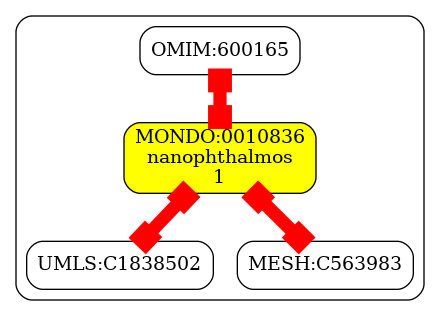 OMIM:600165
MONDO:0010836
nanophthalmos
1
UMLS:C1838502
MESH:C563983